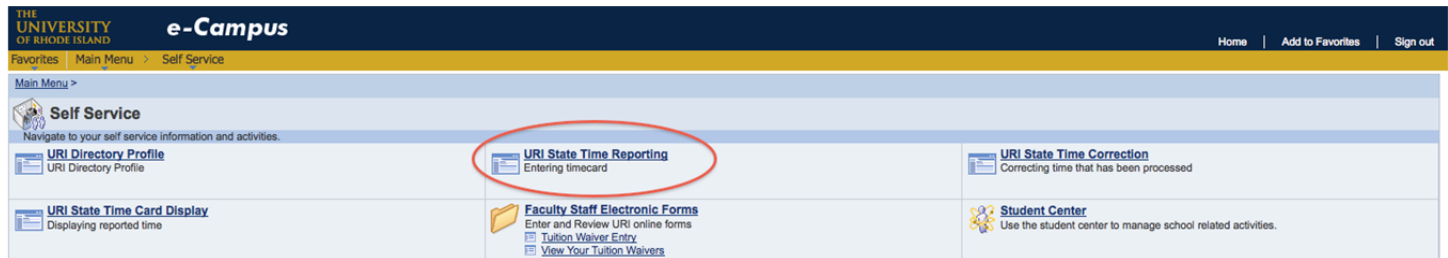 THE
UNIVERSITY
OF RHODE ISLAND
e-Campus
Home | Add to Favorites | Sign out
Favorites Main Menu > Self Service
Main Menu >
Self Service
Navigate to your self service information and activities.
URI Directory Profile
URI Directory Profile
URI State Time Reporting
Entering timecard
URI State Time Correction
Correcting time that has been processed
URI State Time Card Display
Displaying reported time
Faculty Staff Electronic Forms
Enter and Review URI online forms
Tuition Waiver Entry
View Your Tuition Waivers
Student Center
Use the student center to manage school related activities.